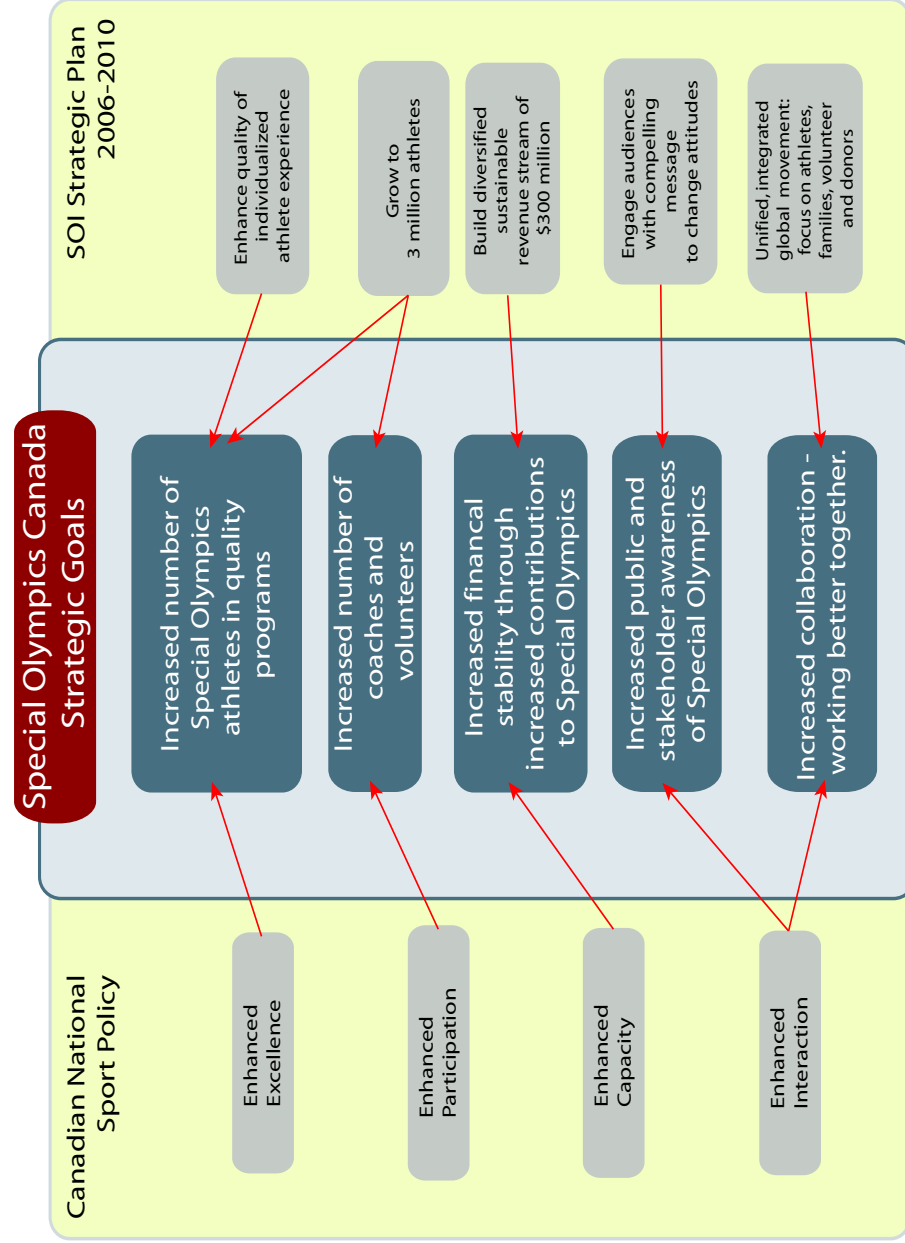 Special Olympics Canada
Strategic Goals
Canadian National
Sport Policy
Enhanced
Excellence
Enhanced
Participation
Enhanced
Capacity
Enhanced
Interaction
Increased number of
Special Olympics
athletes in quality
programs
Increased number of
coaches and
volunteers
Increased financal
stability through
increased contributions
to Special Olympics
Increased public and
stakeholder awareness
of Special Olympics
Increased collaboration -
working better together.
SOI Strategic Plan
2006-2010
Enhance quality of
individualized
athlete experience
Grow to
3 million athletes
Build diversified
sustainable
revenue stream of
$300 million
Engage audiences
with compelling
message
to change attitudes
Unified, integrated
global movement:
focus on athletes,
families, volunteer
and donors